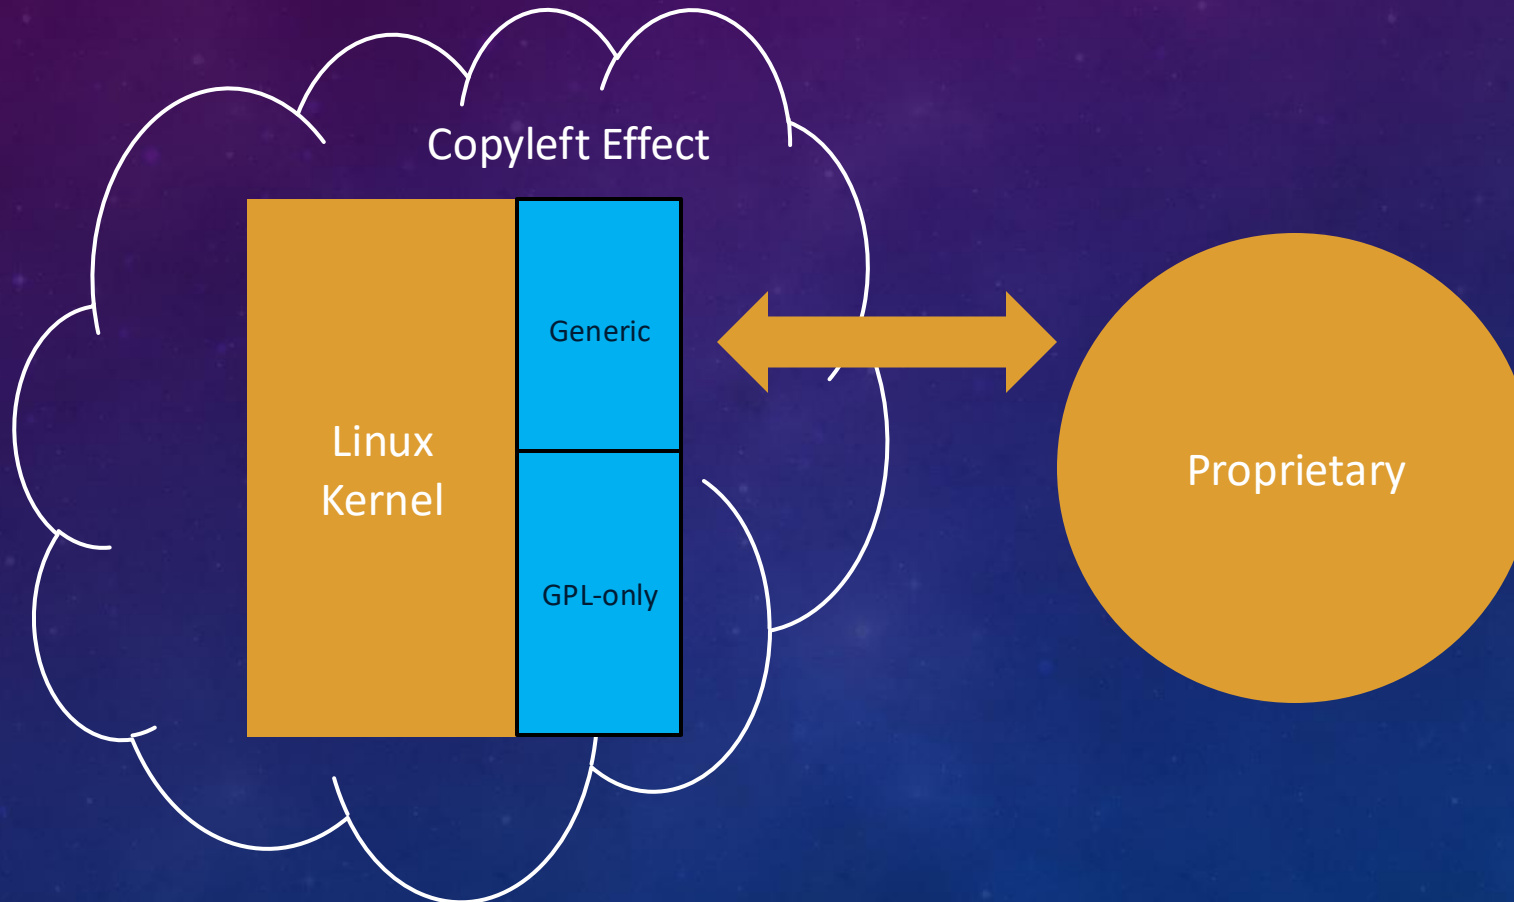 Copyleft Effect
Generic
Linux
Kernel
GPL-only
Proprietary